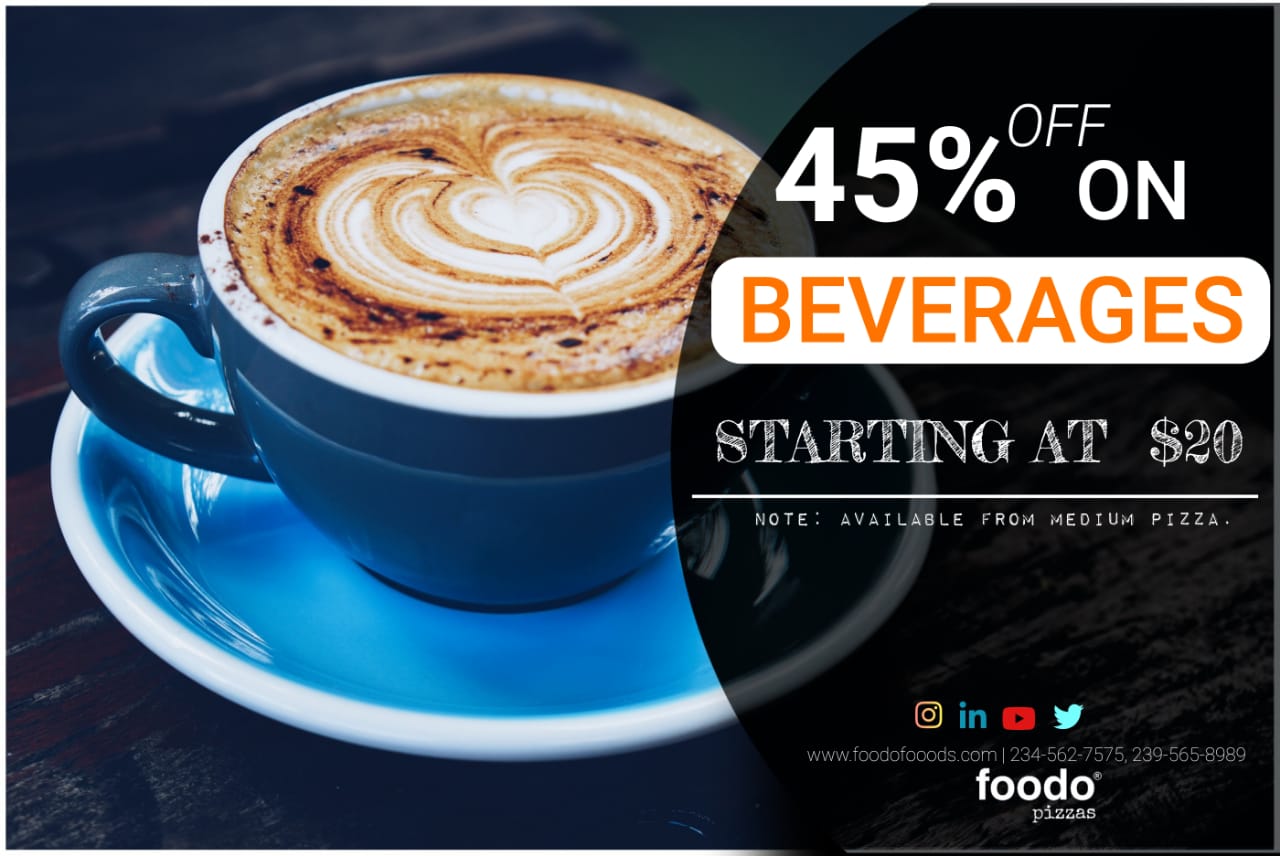 45% OFF ON
BEVERAGES
STARTING AT $20
NOTE: AVAILABLE FROM MEDIUM PIZZA.
in
www.foodofooods.com | 234-562-7575, 239-565-8989
foodo®
pizzas